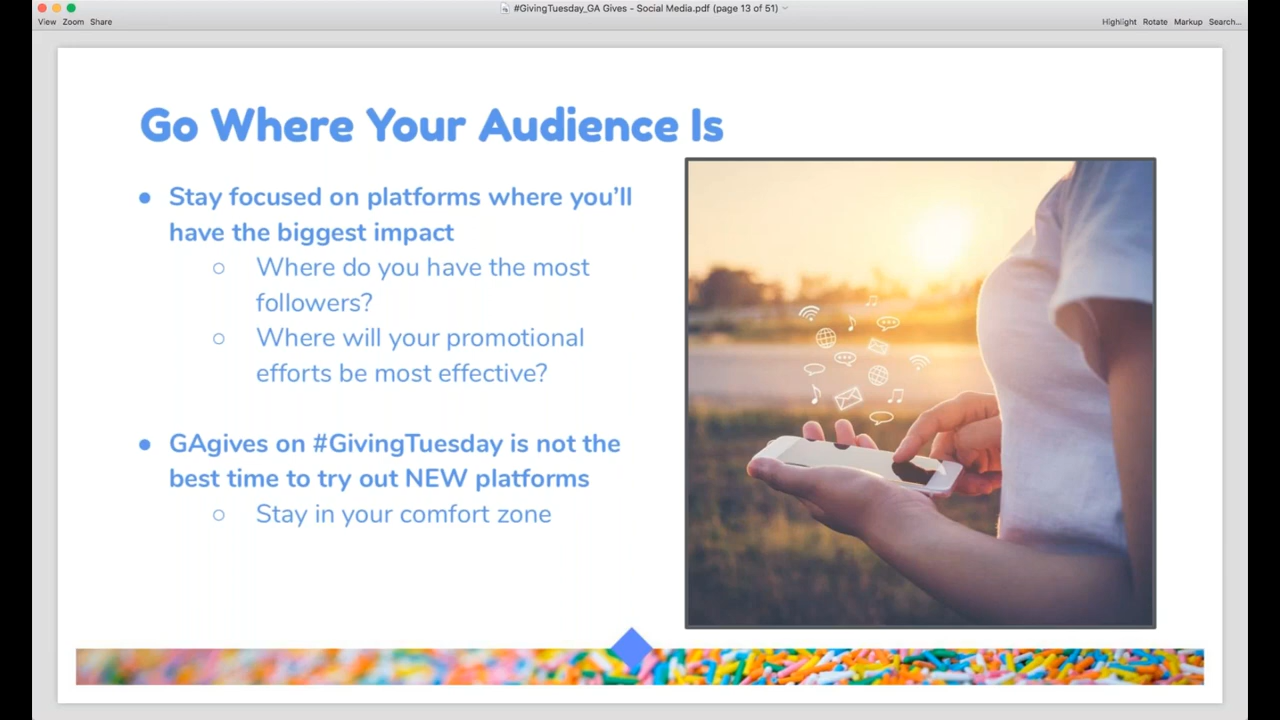 #GivingTuesday_GA Gives - Social Media.pdf (page 13 of 51)
View Zoom Share
Highlight Rotate Markup Search...
Go Where Your Audience Is
● Stay focused on platforms where you'll
have the biggest impact
○ Where do you have the most
followers?
○ Where will your promotional
efforts be most effective?
● GAgives on #GivingTuesday is not the
best time to try out NEW platforms
○ Stay in your comfort zone